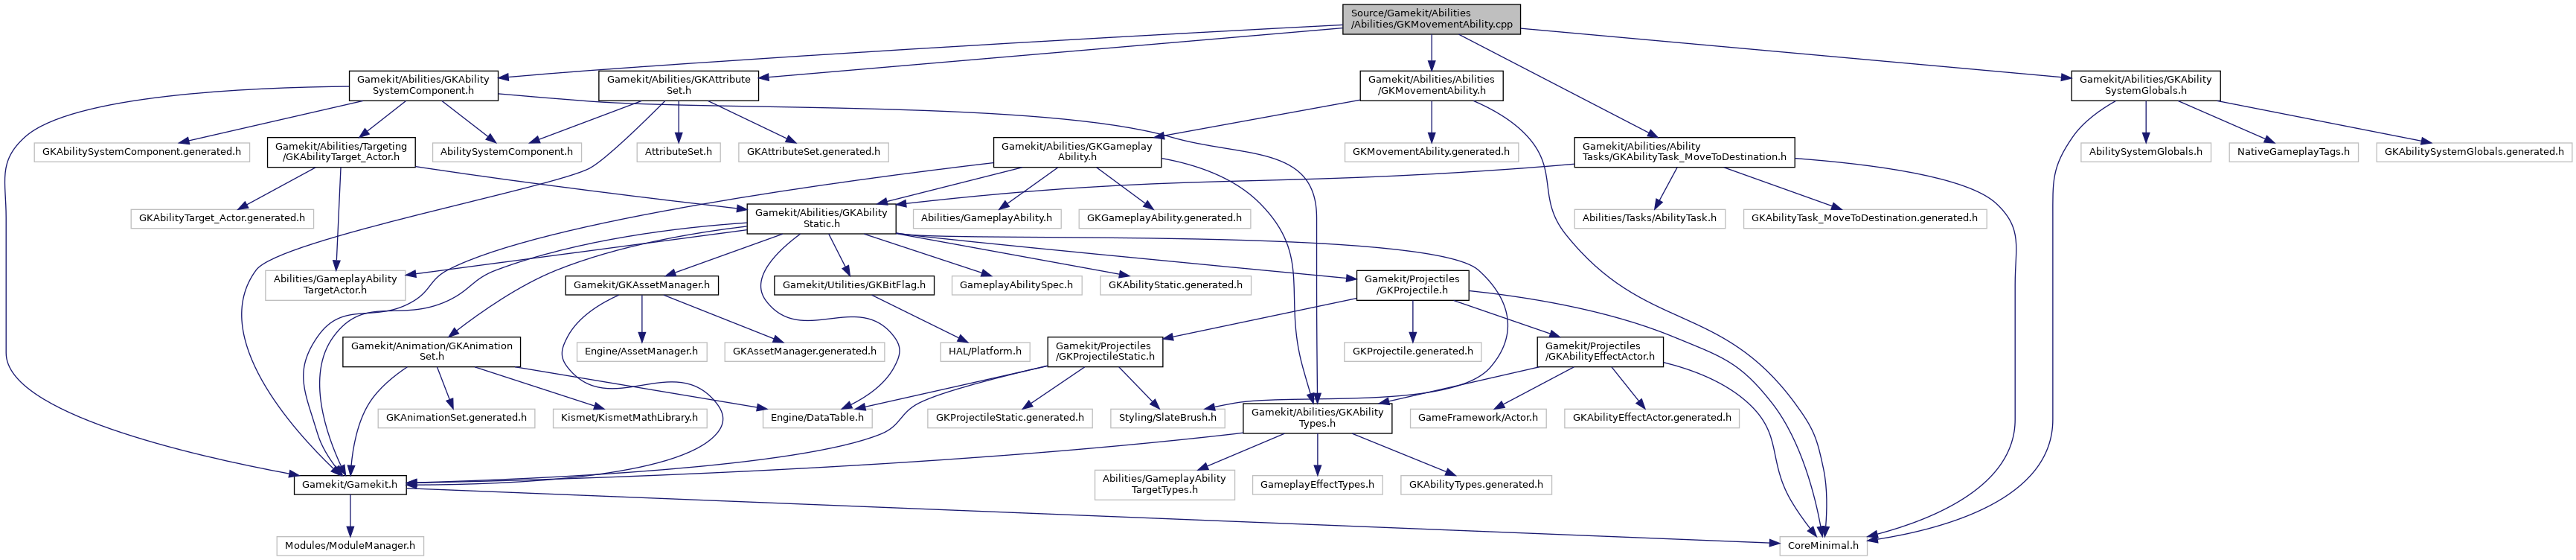 Source/Gamekit/Abilities
/Abilities/GKMovementAbility.cpp
Gamekit/Abilities/GKAbility
SystemComponent.h
Gamekit/Abilities/GKAttribute
Set.h
Gamekit/Abilities/Abilities
/GKMovementAbility.h
Gamekit/Abilities/GKAbility
SystemGlobals.h
GKAbilitySystemComponent.generated.h
Gamekit/Abilities/Targeting
/GKAbilityTarget_Actor.h
AbilitySystemComponent.h
AttributeSet.h
GKAttributeSet.generated.h
Gamekit/Abilities/GKGameplay
Ability.h
GKMovementAbility.generated.h
Gamekit/Abilities/Ability
Tasks/GKAbilityTask_MoveToDestination.h
AbilitySystemGlobals.h
NativeGameplayTags.h
GKAbilitySystemGlobals.generated.h
GKAbilityTarget_Actor.generated.h
Gamekit/Abilities/GKAbility
Static.h
Abilities/GameplayAbility.h
GKGameplayAbility.generated.h
Abilities/Tasks/AbilityTask.h
GKAbilityTask_MoveToDestination.generated.h
Abilities/GameplayAbility
TargetActor.h
Gamekit/GKAssetManager.h
Gamekit/Utilities/GKBitFlag.h
GameplayAbilitySpec.h
GKAbilityStatic.generated.h
Gamekit/Projectiles
/GKProjectile.h
Gamekit/Animation/GKAnimation
Set.h
Engine/AssetManager.h
GKAssetManager.generated.h
HAL/Platform.h
Gamekit/Projectiles
/GKProjectileStatic.h
GKProjectile.generated.h
Gamekit/Projectiles
/GKAbilityEffectActor.h
GKAnimationSet.generated.h
Kismet/KismetMathLibrary.h
Engine/DataTable.h
GKProjectileStatic.generated.h
Styling/SlateBrush.h
Gamekit/Abilities/GKAbility
Types.h
GameFramework/Actor.h
GKAbilityEffectActor.generated.h
Gamekit/Gamekit.h
Abilities/GameplayAbility
TargetTypes.h
GameplayEffectTypes.h
GKAbilityTypes.generated.h
Modules/ModuleManager.h
CoreMinimal.h